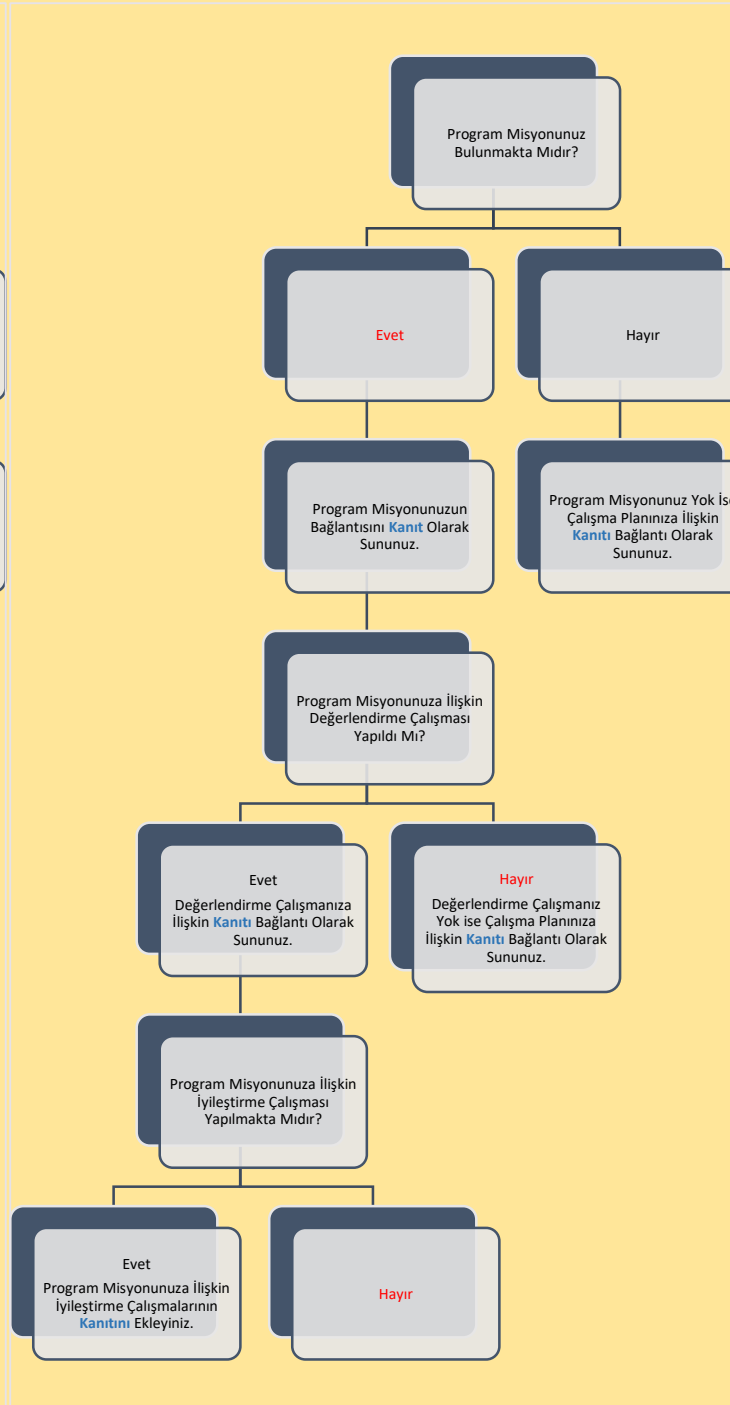 Program Misyonunuz
Bulunmakta Mıdır?
Evet
Hayır
Program Misyonunuzun
Bağlantısını Kanıt Olarak
Sununuz.
Program Misyonunuz Yok İse
Çalışma Planınıza İlişkin
Kanıtı Bağlantı Olarak
Sununuz.
Program Misyonunuza İlişkin
Değerlendirme Çalışması
Yapıldı Mı?
Evet
Değerlendirme Çalışmanıza
İlişkin Kanıtı Bağlantı Olarak
Sununuz.
Hayır
Değerlendirme Çalışmanız
Yok ise Çalışma Planınıza
İlişkin Kanıtı Bağlantı Olarak
Sununuz.
Program Misyonunuza İlişkin
İyileştirme Çalışması
Yapılmakta Mıdır?
Evet
Program Misyonunuza İlişkin
İyileştirme Çalışmalarının
Kanıtını Ekleyiniz.
Hayır